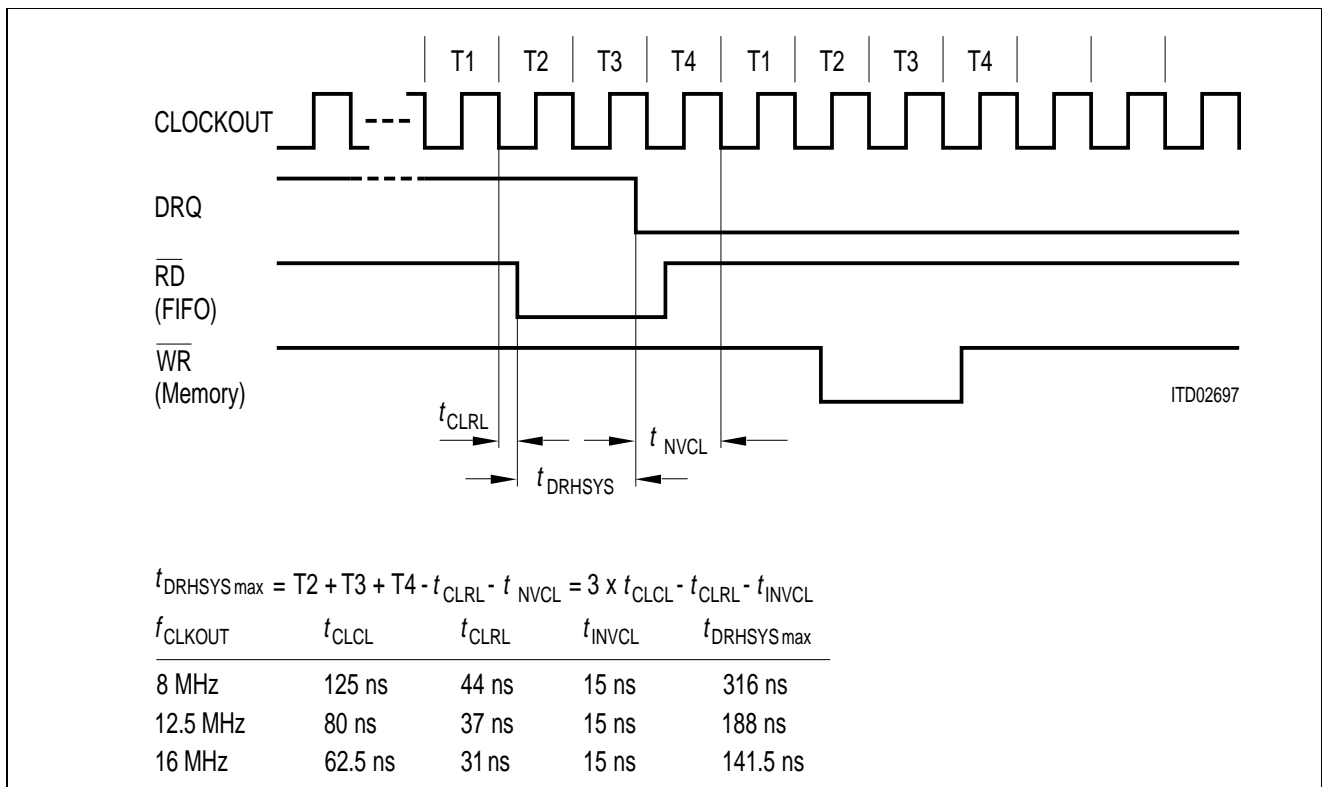 T1 T2 T3 T4 T1 T2 T3 T4
CLOCKOUT
DRQ
RD
(FIFO)
WR
(Memory)
ITD02697
tCLRL
t NVCL
t DRHSYS
tDRHSYS max = T2 + T3 + T4 - tCLRL - t NVCL = 3 x tCLCL - tCLRL - tINVCL
fCLKOUT tCLCL tCLRL tINVCL tDRHSYS max
8 MHz 125 ns 44 ns 15 ns 316 ns
12.5 MHz 80 ns 37 ns 15 ns 188 ns
16 MHz 62.5 ns 31 ns 15 ns 141.5 ns